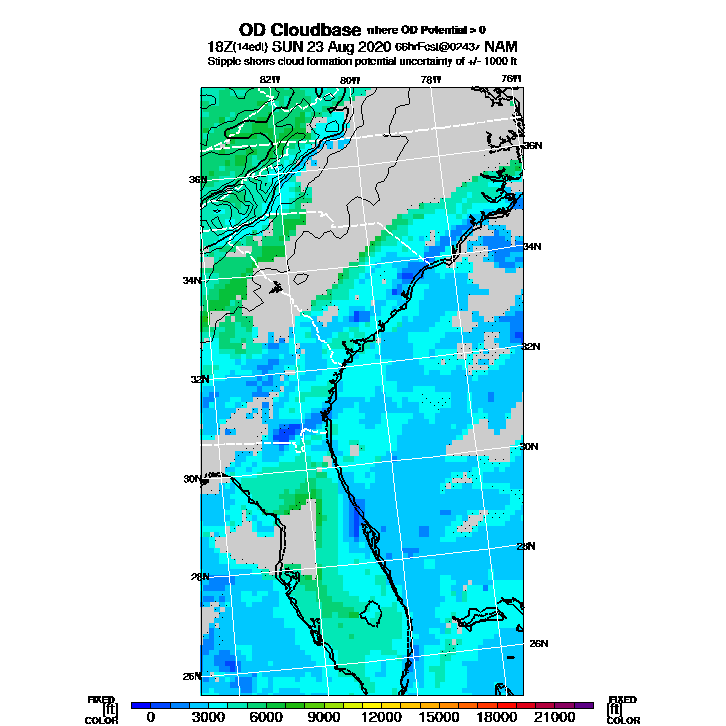 OD Cloudbase where OD Potential > 0
18Z(14edt) SUN 23 Aug 2020 66hrFcst@0243z NAM
Stipple shows cloud formation potential uncertainty of +/- 1000 ft
82W 80W 78W 76W
36N
36N
34N
34N
32N
32N
30N
30N
28N
28N
26N
26N
FIXED FIXED
[ft] [ft]
COLOR COLOR
0 3000 6000 9000 12000 15000 18000 21000